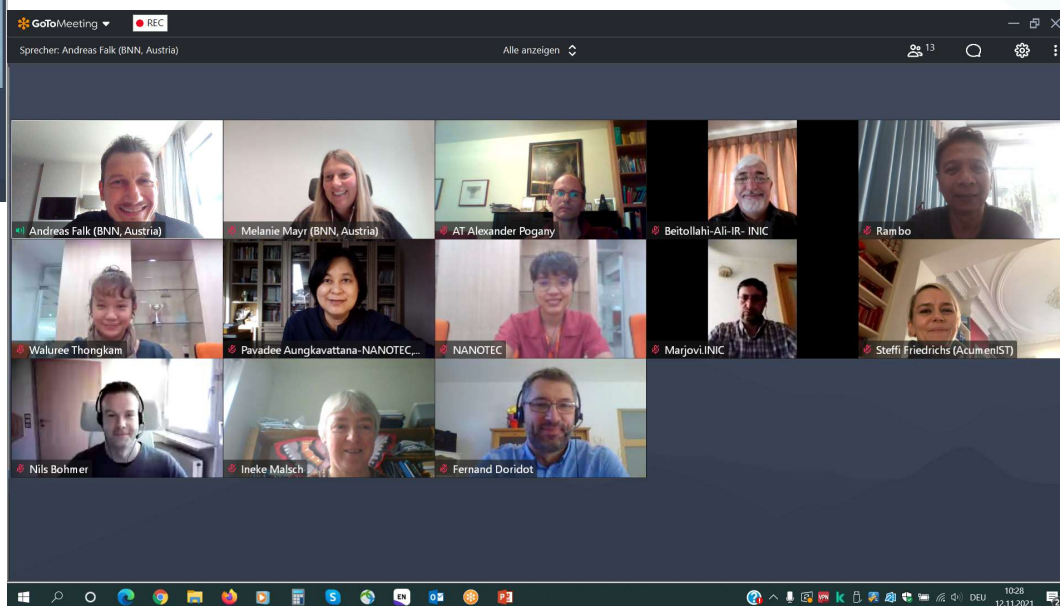 GoToMeeting
REC
Sprecher: Andreas Falk (BNN, Austria)
Alle anzeigen
13
Andreas Falk (BNN, Austria)
Melanie Mayr (BNN, Austria)
AT Alexander Pogany
Beitollahi-Ali-IR- INIC
Rambo
Waluree Thongkam
Pavadee Aungkavattana-NANOTEC,...
NANOTEC
Marjovi.INIC
Steffi Friedrichs (AcumenIST)
Nils Bohmer
Ineke Malsch
Fernand Doridot
EN
VPN
DEU
10:28
12.11.2021